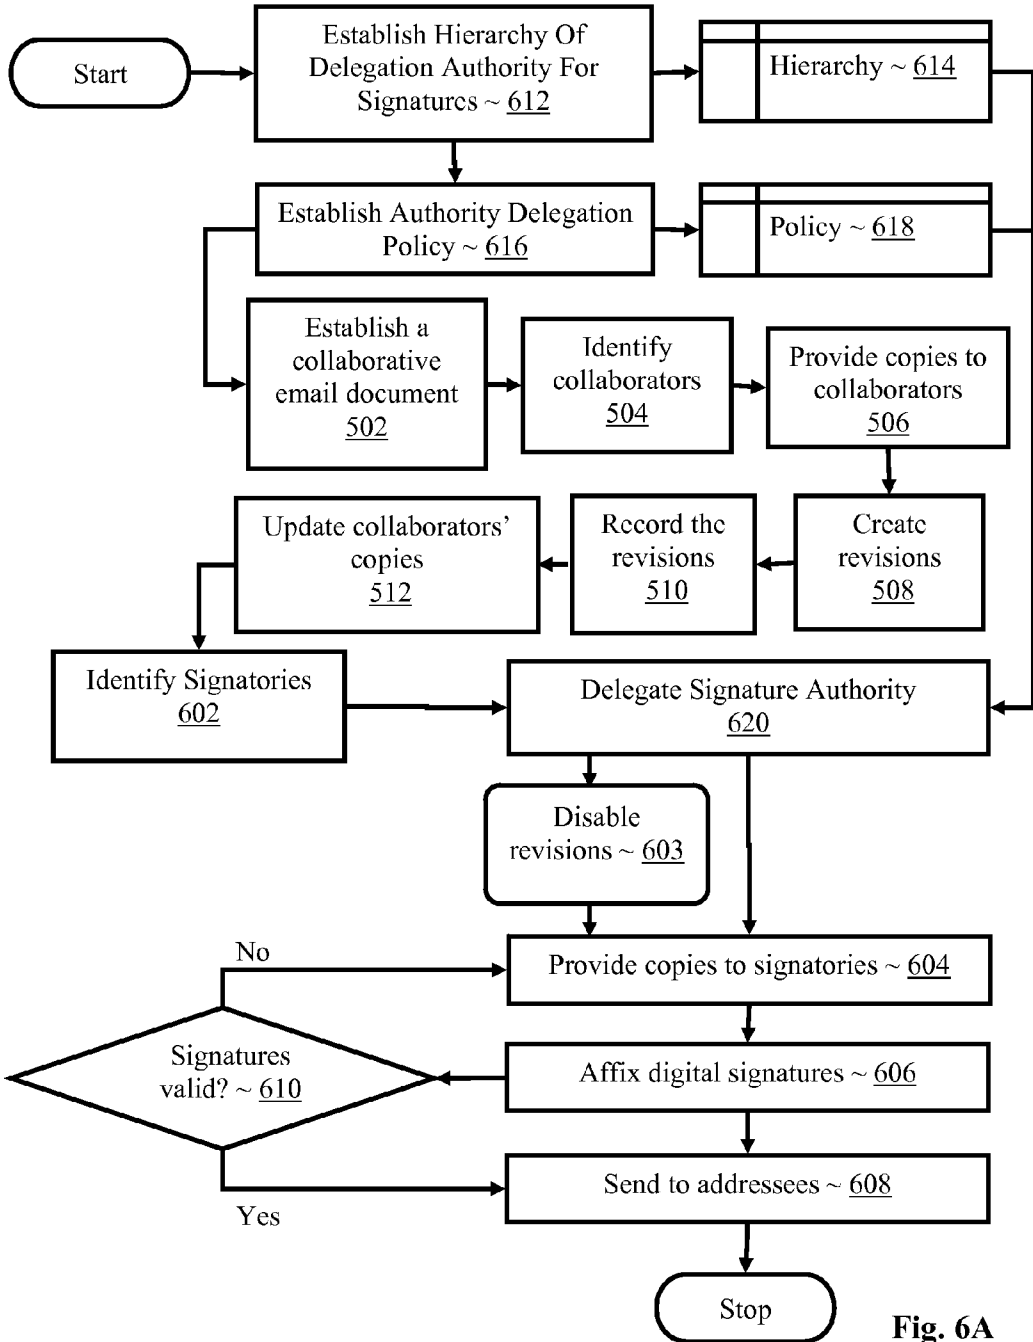 Start
Establish Hierarchy Of
Delegation Authority For
Signatures ~ 612
Hierarchy ~ 614
Establish Authority Delegation
Policy ~ 616
Policy ~ 618
Establish a
collaborative
email document
502
Identify
collaborators
504
Provide copies to
collaborators
506
Update collaborators’
copies
512
Record the
revisions
510
Create
revisions
508
Identify Signatories
602
Delegate Signature Authority
620
Disable
revisions ~ 603
No
Provide copies to signatories ~ 604
Signatures
valid? ~ 610
Affix digital signatures ~ 606
Send to addressees ~ 608
Yes
Stop
Fig. 6A